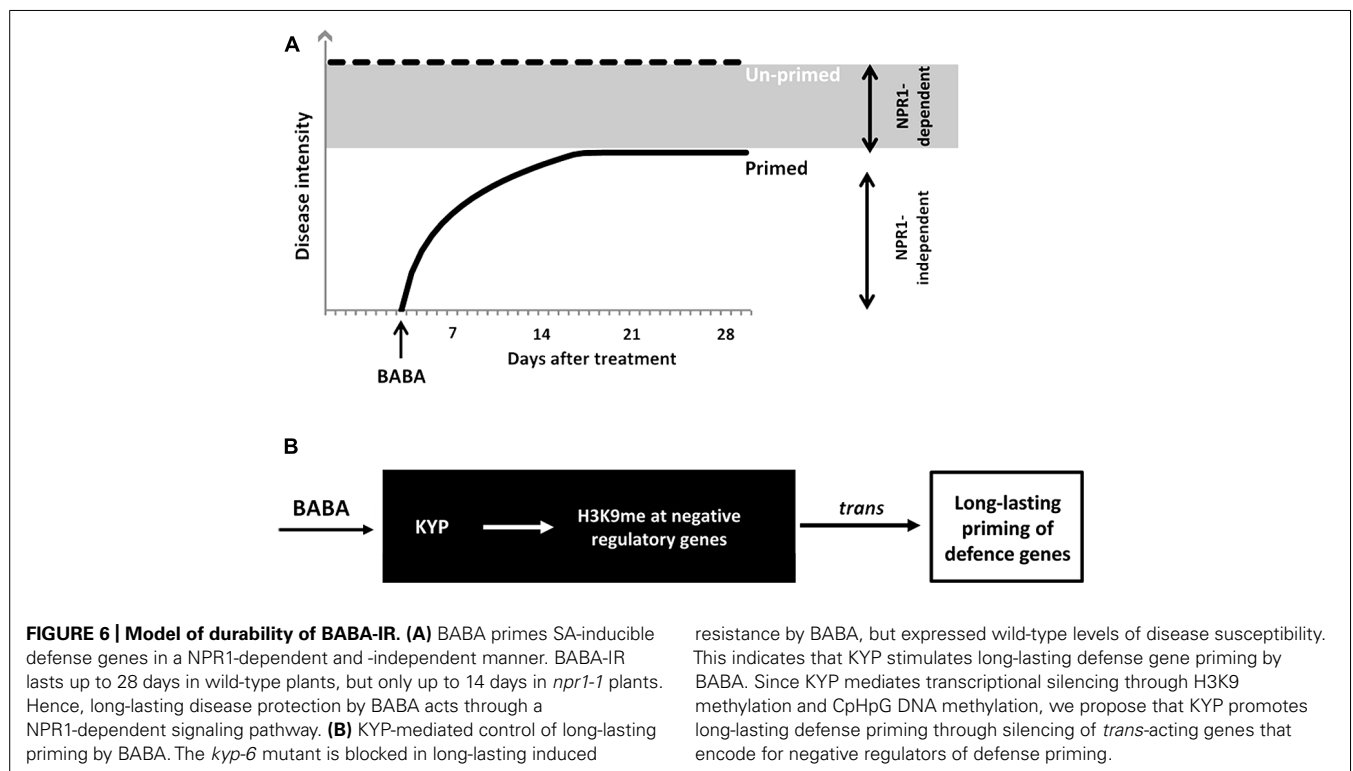 A
Disease intensity
Un-primed
Primed
NPR1-
dependent
NPR1-
independent
7 14 21 28
Days after treatment
BABA
B
BABA
KYP
H3K9me at negative
regulatory genes
trans
Long-lasting
priming of
defence genes
FIGURE 6 | Model of durability of BABA-IR. (A) BABA primes SA-inducible
defense genes in a NPR1-dependent and -independent manner. BABA-IR
lasts up to 28 days in wild-type plants, but only up to 14 days in npr1-1 plants.
Hence, long-lasting disease protection by BABA acts through a
NPR1-dependent signaling pathway. (B) KYP-mediated control of long-lasting
priming by BABA. The kyp-6 mutant is blocked in long-lasting induced
resistance by BABA, but expressed wild-type levels of disease susceptibility.
This indicates that KYP stimulates long-lasting defense gene priming by
BABA. Since KYP mediates transcriptional silencing through H3K9
methylation and CpHpG DNA methylation, we propose that KYP promotes
long-lasting defense priming through silencing of trans-acting genes that
encode for negative regulators of defense priming.